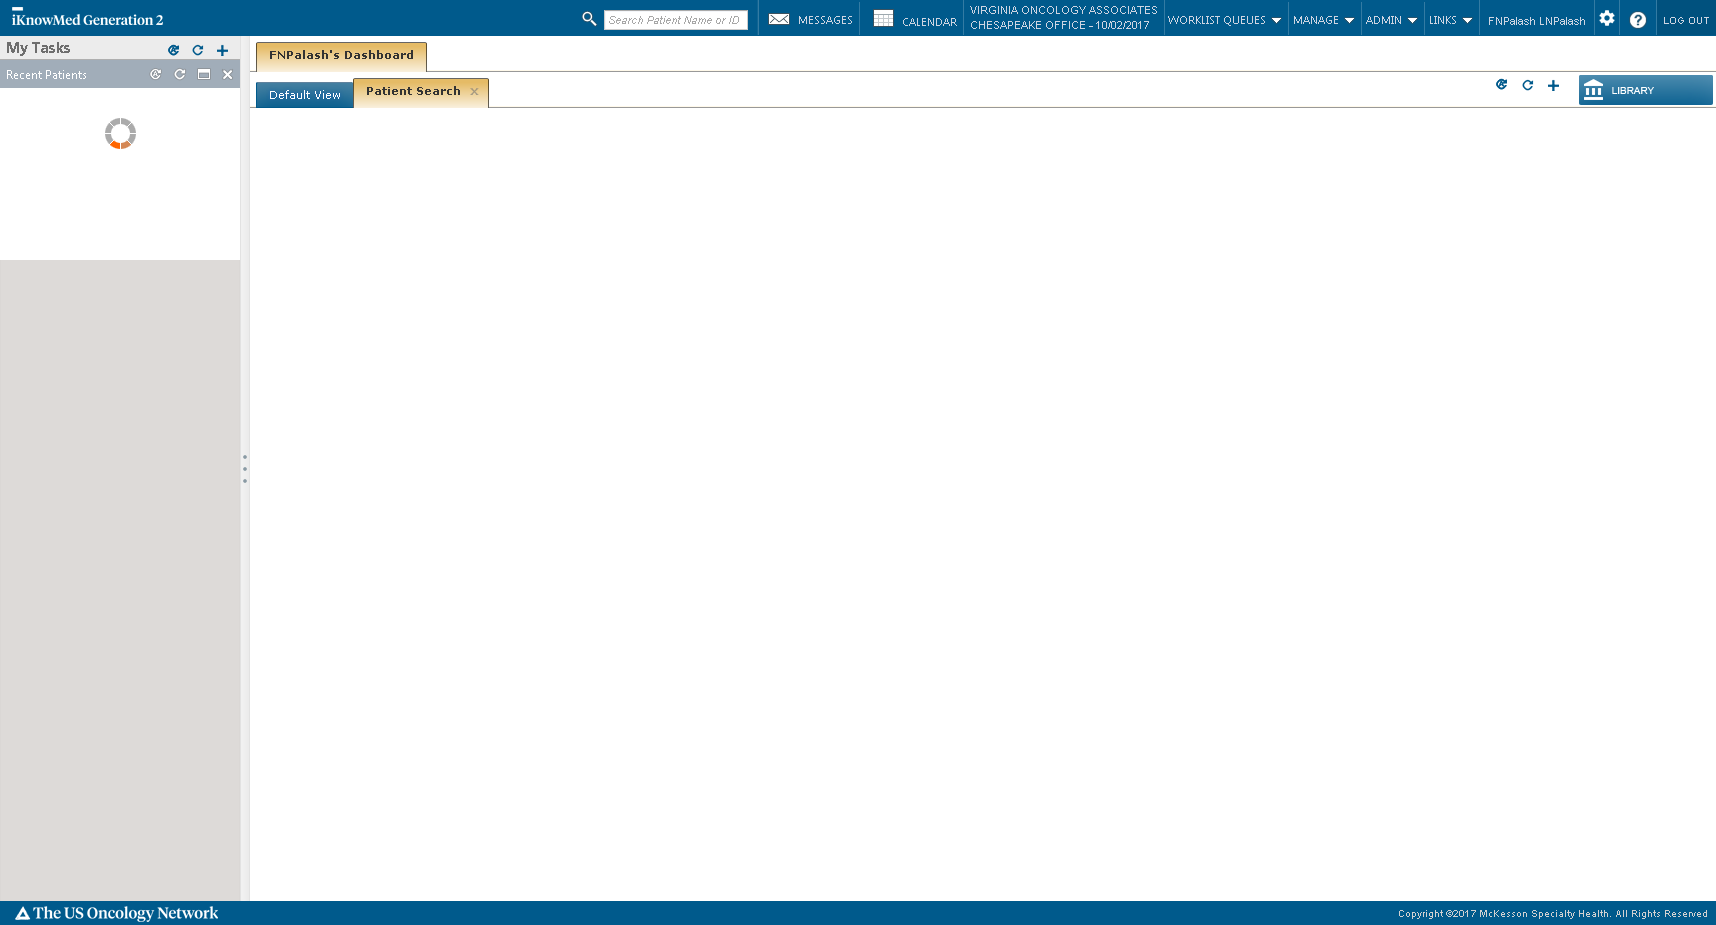 iKnowMed Generation 2
Search Patient Name or ID
MESSAGES
CALENDAR
VIRGINIA ONCOLOGY ASSOCIATES
CHESAPEAKE OFFICE - 10/02/2017
WORKLIST QUEUES
MANAGE
ADMIN
LINKS
FNPalash LNPalash
?
LOG OUT
My Tasks
FNPalash's Dashboard
Recent Patients
Default View
Patient Search
LIBRARY
The US Oncology Network
Copyright ©2017 McKesson Specialty Health. All Rights Reserved